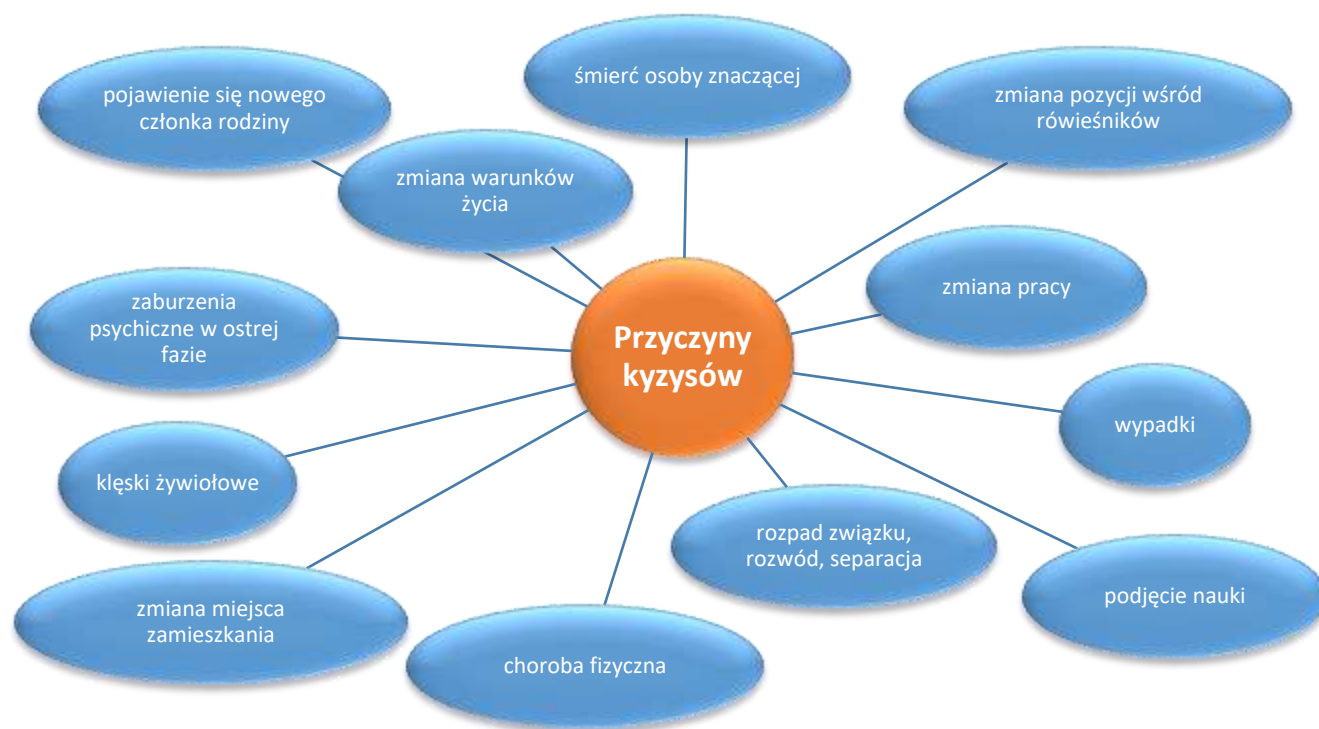 śmierć osoby znaczącej
pojawienie się nowego
członka rodziny
zmiana pozycji wśród
rówieśników
zmiana warunków
życia
zmiana pracy
zaburzenia
psychiczne w ostrej
fazie
Przyczyny
kyzysów
wypadki
klęski żywiołowe
rozpad związku,
rozwód, separacja
podjęcie nauki
zmiana miejsca
zamieszkania
choroba fizyczna